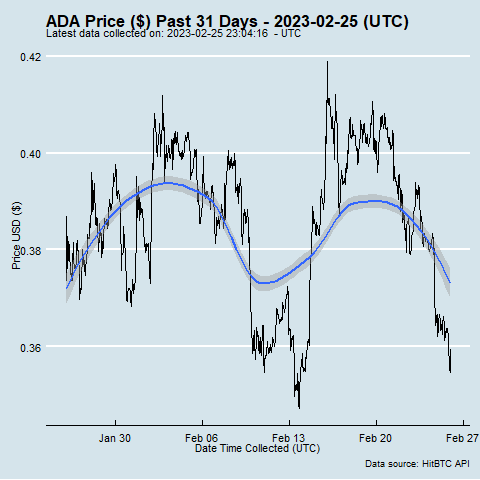 ADA Price ($) Past 31 Days - 2023-02-25 (UTC)
Latest data collected on: 2023-02-25 23:04:16 - UTC
0.42
0.40
0.38
0.36
Price USD ($)
Jan 30
Feb 06
Feb 13
Feb 20
Feb 27
Date Time Collected (UTC)
Data source: HitBTC API